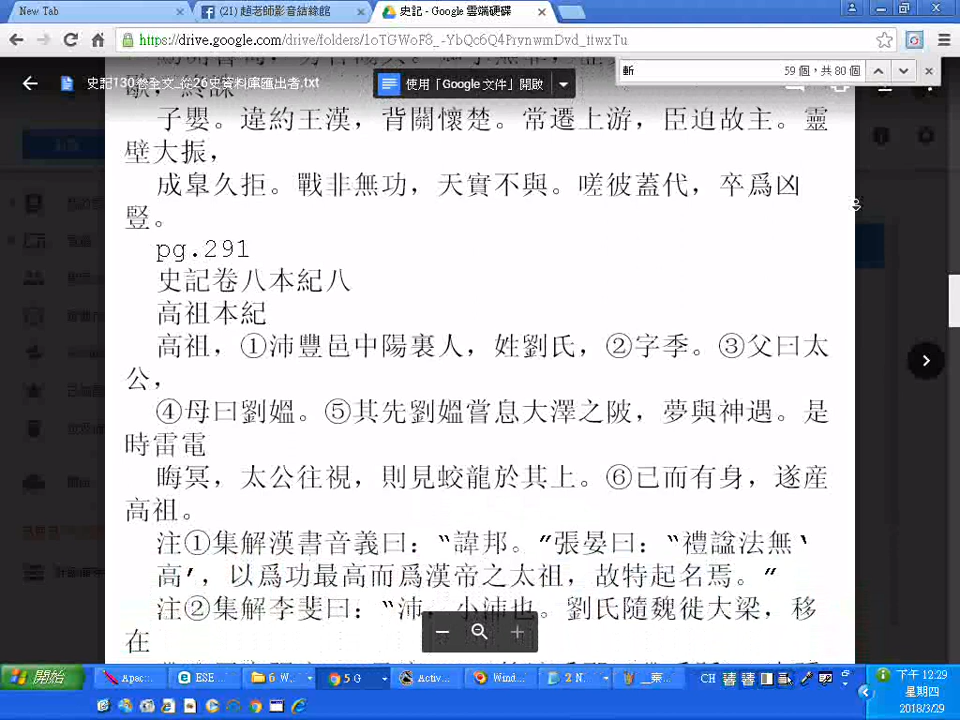 New Tab
(21) 趙老師影音結緣館
史記 - Google 雲端硬碟
https://drive.google.com/drive/folders/1oTGWoF8_-YbQc6Q4PrynwmDvd_tiwxTu
斬
59 個，共 80 個
史記130卷全文_從26史資料庫匯出者.txt
使用「Google 文件」開啟
子嬰。違約王漢，背關懷楚。常遷上游，臣迫故主。靈
壁大振，
成皐久拒。戰非無功，天實不與。嗟彼蓋代，卒爲凶
豎。
pg.291
史記卷八本紀八
高祖本紀
高祖，①沛豐邑中陽裏人，姓劉氏，②字季。③父曰太
公，
④母曰劉媼。⑤其先劉媼嘗息大澤之陂，夢與神遇。是
時雷電
晦冥，太公往視，則見蛟龍於其上。⑥已而有身，遂産
高祖。
注①集解漢書音義曰：“諱邦。”張晏曰：“禮諡法無‘
高’，以爲功最高而爲漢帝之太祖，故特起名焉。”
注②集解李斐曰：“沛，小沛也。劉氏隨魏徙大梁，移
在
開始
Apac...
ESE
6 W...
5 G
Activ...
Wind...
2 N
CH
下午 12:29
星期四
2018/3/29